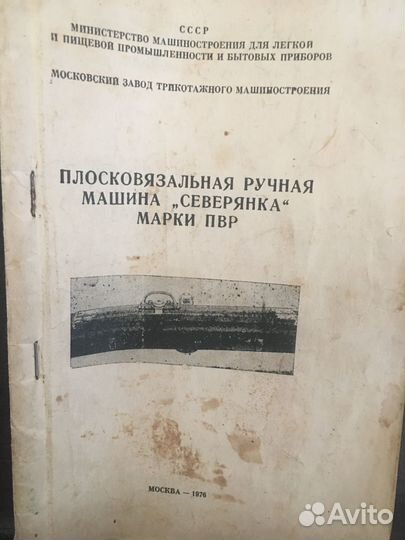 СССР
МИНИСТЕРСТВО МАШИНОСТРОЕНИЯ ДЛЯ ЛЕГКОЙ
И ПИЩЕВОЙ ПРОМЫШЛЕННОСТИ И БЫТОВЫХ ПРИБОРОВ
МОСКОВСКИЙ ЗАВОД ТРИКОТАЖНОГО МАШИНОСТРОЕНИЯ
ПЛОСКОВЯЗАЛЬНАЯ РУЧНАЯ
МАШИНА „СЕВЕРЯНКА“
МАРКИ ПВР
МОСКВА — 1976
Avito